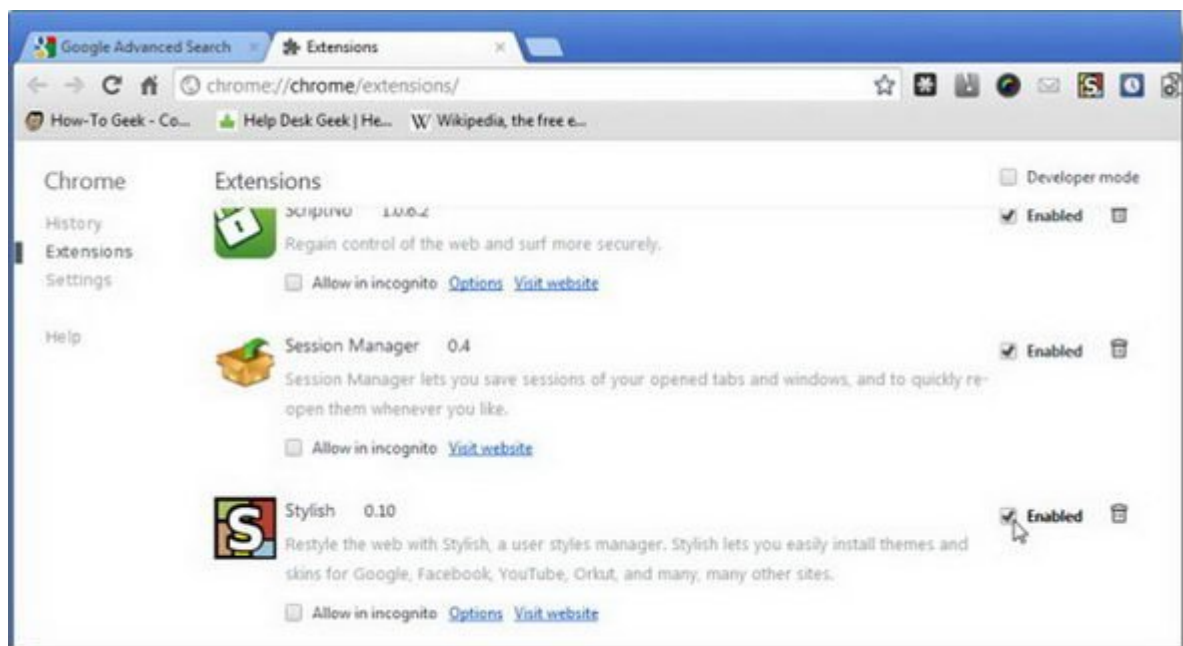 Google Advanced Search
Extensions
chrome://chrome/extensions/
How-To Geek - Co...
Help Desk Geek | He...
W Wikipedia, the free e...
Chrome
Extensions
Developer mode
History
Extensions
Settings
Help
ScriptNo 1.0.6.2
Enabled
Regain control of the web and surf more securely.
Allow in incognito Options Visit website
Session Manager 0.4
Enabled
Session Manager lets you save sessions of your opened tabs and windows, and to quickly re-
open them whenever you like.
Allow in incognito Visit website
S
Stylish 0.10
Enabled
Restyle the web with Stylish, a user styles manager. Stylish lets you easily install themes and
skins for Google, Facebook, YouTube, Orkut, and many, many other sites.
Allow in incognito Options Visit website